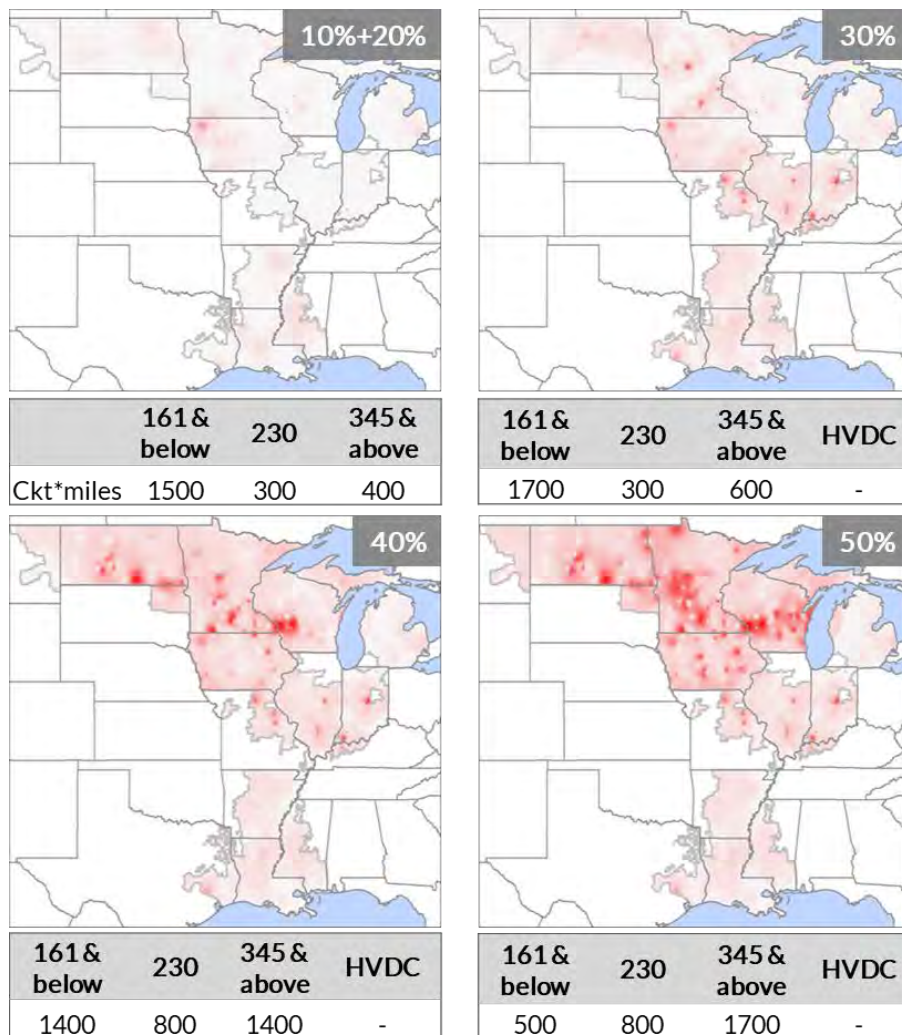 10%+20%
30%
161 & below 230 345 & above
Ckt*miles 1500 300 400
161 & below 230 345 & above HVDC
1700 300 600 -
40%
50%
161 & below 230 345 & above HVDC
1400 800 1400 -
161 & below 230 345 & above HVDC
500 800 1700 -